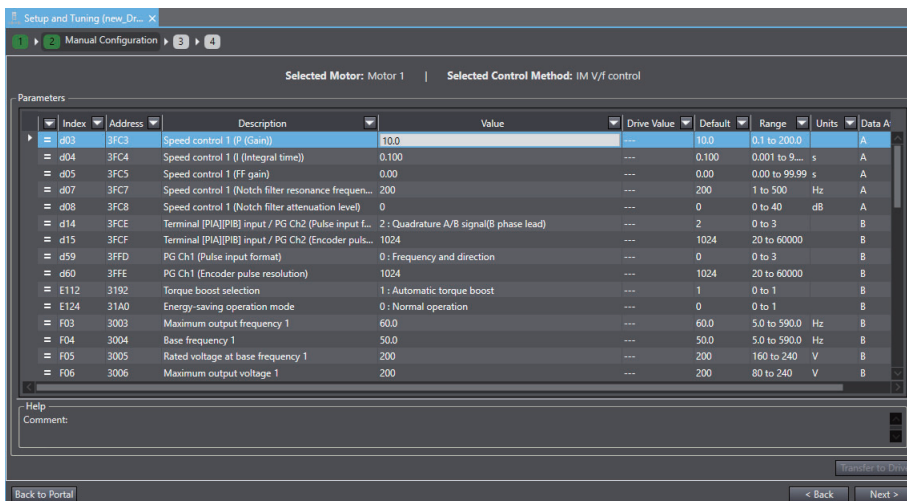 Setup and Tuning (new_Dr... ×
1 2 Manual Configuration 3 4
Selected Motor: Motor 1 | Selected Control Method: IM V/f control
Parameters
Index Address Description Value Drive Value Default Range Units Data A
= d03 3FC3 Speed control 1 (P (Gain)) 10.0 --- 10.0 0.1 to 200.0 A
= d04 3FC4 Speed control 1 (I (Integral time)) 0.100 --- 0.100 0.001 to 9.... s A
= d05 3FC5 Speed control 1 (FF gain) 0.00 --- 0.00 0.00 to 99.99 s A
= d07 3FC7 Speed control 1 (Notch filter resonance frequen... 200 --- 200 1 to 500 Hz A
= d08 3FC8 Speed control 1 (Notch filter attenuation level) 0 --- 0 0 to 40 dB A
= d14 3FCE Terminal [PIA][PIB] input / PG Ch2 (Pulse input f... 2 : Quadrature A/B signal(B phase lead) --- 2 0 to 3 B
= d15 3FCF Terminal [PIA][PIB] input / PG Ch2 (Encoder puls... 1024 --- 1024 20 to 60000 B
= d59 3FFD PG Ch1 (Pulse input format) 0 : Frequency and direction --- 0 0 to 3 B
= d60 3FFE PG Ch1 (Encoder pulse resolution) 1024 --- 1024 20 to 60000 B
= E112 3192 Torque boost selection 1 : Automatic torque boost --- 1 0 to 1 B
= E124 31A0 Energy-saving operation mode 0 : Normal operation --- 0 0 to 1 B
= F03 3003 Maximum output frequency 1 60.0 --- 60.0 5.0 to 590.0 Hz B
= F04 3004 Base frequency 1 50.0 --- 50.0 5.0 to 590.0 Hz B
= F05 3005 Rated voltage at base frequency 1 200 --- 200 160 to 240 V B
= F06 3006 Maximum output voltage 1 200 --- 200 80 to 240 V B
Help
Comment:
Transfer to Driv
Back to Portal < Back Next >